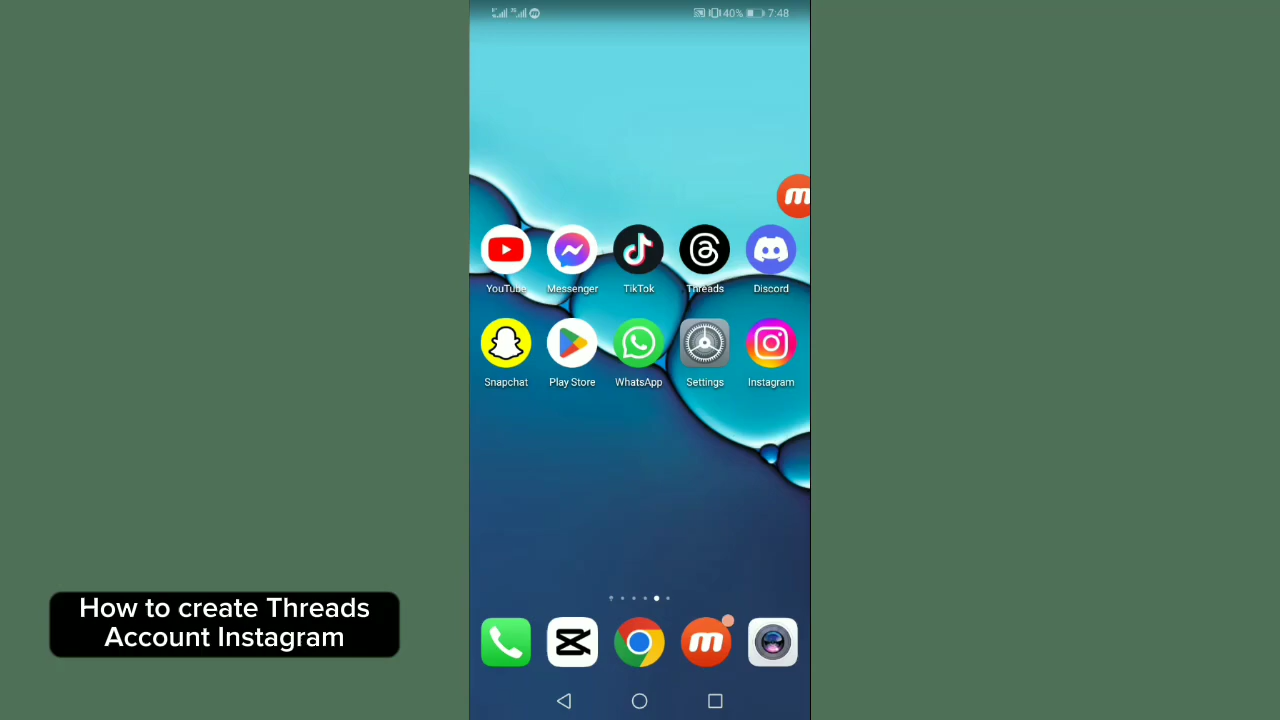 40% 7:48
YouTube Messenger TikTok Threads Discord
Snapchat Play Store WhatsApp Settings Instagram
How to create Threads
Account Instagram